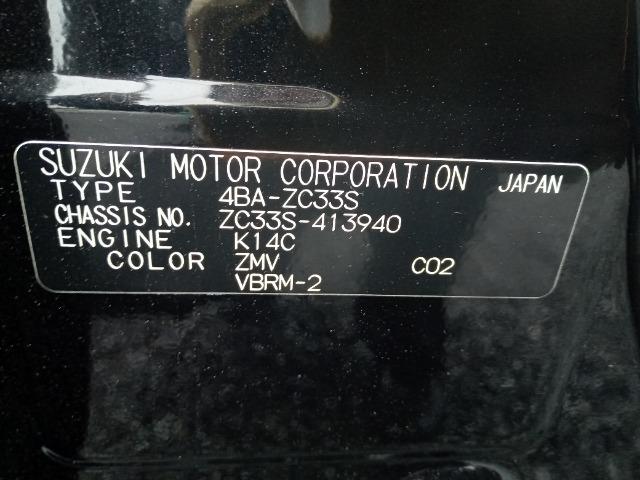 SUZUKI MOTOR CORPORATION JAPAN
TYPE 4BA-ZC33S
CHASSIS NO. ZC33S-413940
ENGINE K14C
COLOR ZMV C02
VBRM-2